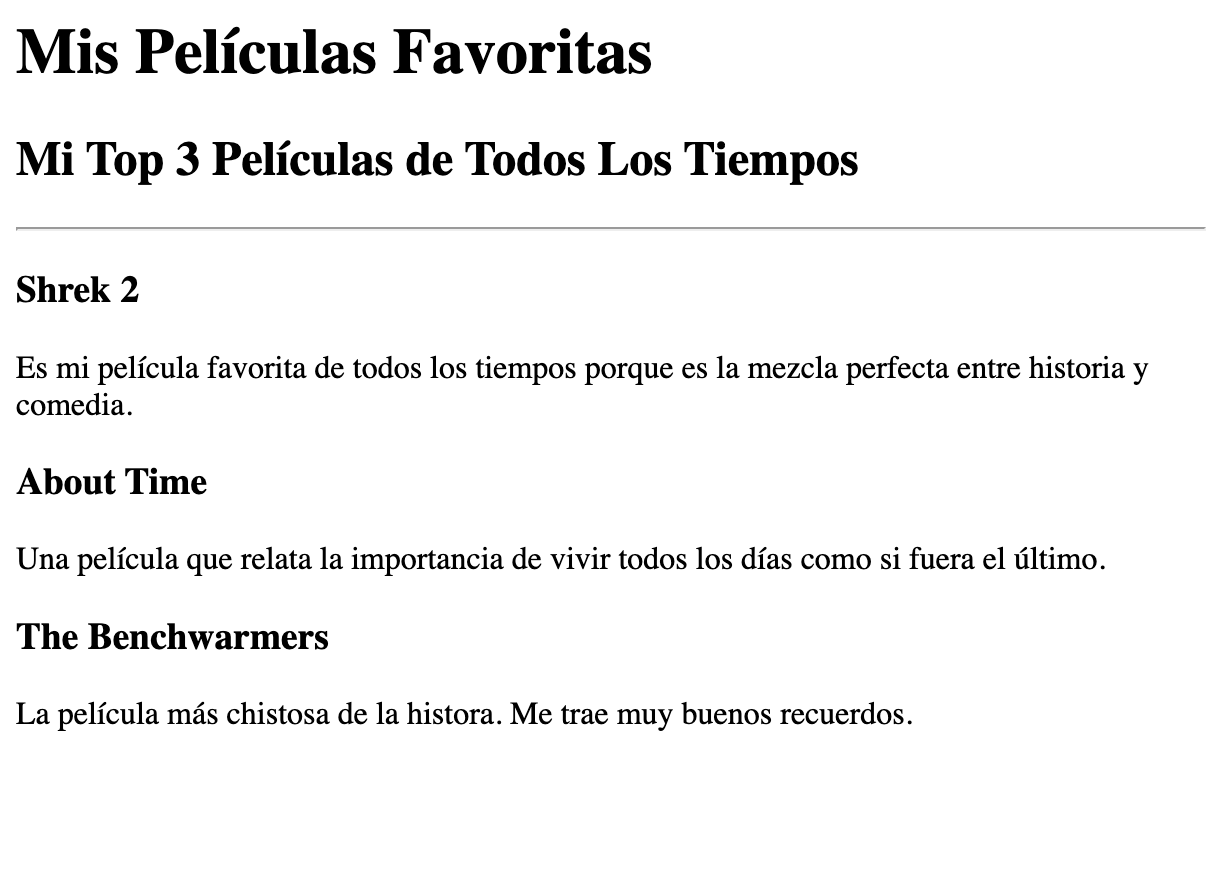 Mis Películas Favoritas
Mi Top 3 Películas de Todos Los Tiempos
Shrek 2
Es mi película favorita de todos los tiempos porque es la mezcla perfecta entre historia y
comedia.
About Time
Una película que relata la importancia de vivir todos los días como si fuera el último.
The Benchwarmers
La película más chistosa de la histora. Me trae muy buenos recuerdos.